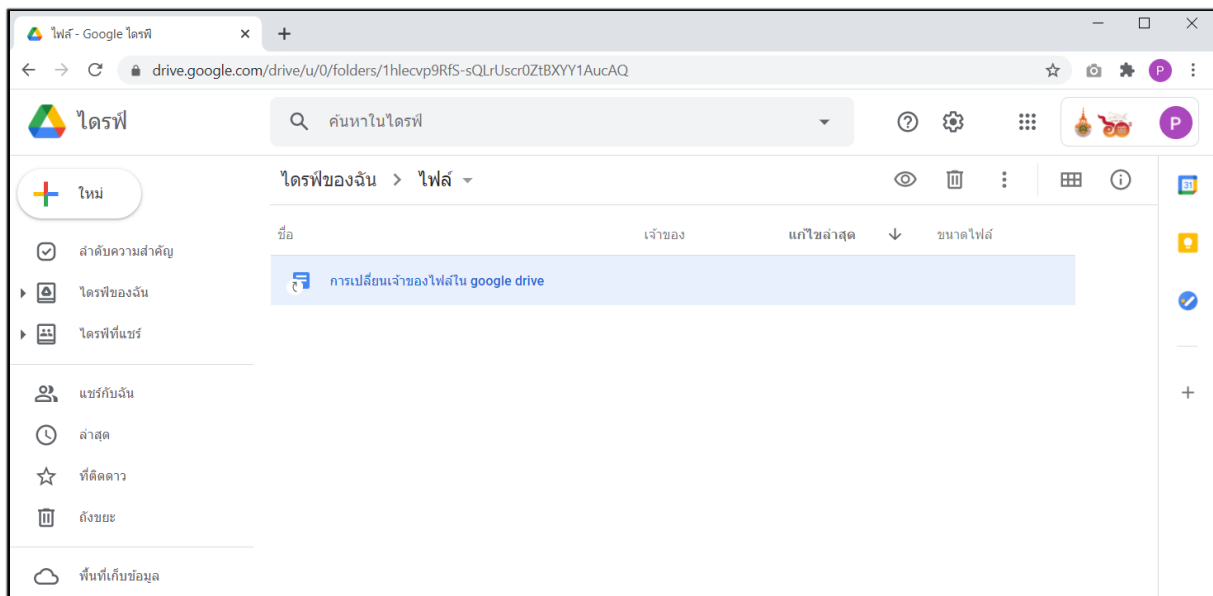 ไฟล์ - Google ไดรฟ์
drive.google.com/drive/u/0/folders/1hlecvp9RfS-sQLrUscr0ZtBXYY1AucAQ
P
ไดรฟ์
ค้นหาในไดรฟ์
P
ใหม่
ไดรฟ์ของฉัน > ไฟล์
31
ชื่อ เจ้าของ แก้ไขล่าสุด ขนาดไฟล์
ลำดับความสำคัญ
การเปลี่ยนเจ้าของไฟล์ใน google drive
ไดรฟ์ของฉัน
ไดรฟ์ที่แชร์
แชร์กับฉัน
ล่าสุด
ที่ติดดาว
ถังขยะ
พื้นที่เก็บข้อมูล